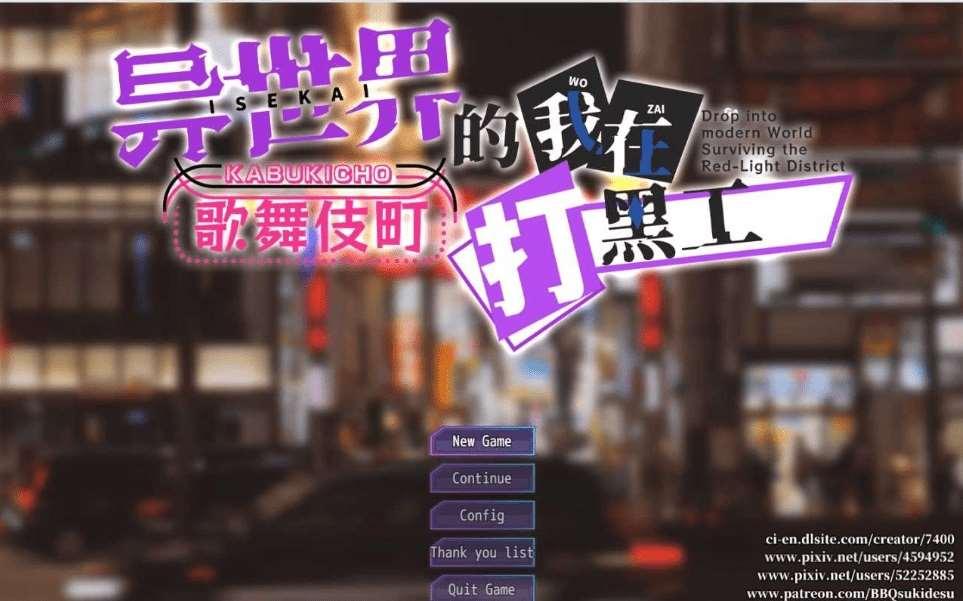 異世界
ISEKAI
的我在
WO
ZAI
Drop into
modern World
Surviving the
Red-Light District
KABUKICHO
歌舞伎町
打黑工
New Game
Continue
Config
Thank you list
Quit Game
ci-en.dlsite.com/creator/7400
www.pixiv.net/users/4594952
www.pixiv.net/users/52252885
www.patreon.com/BBQsukidesu